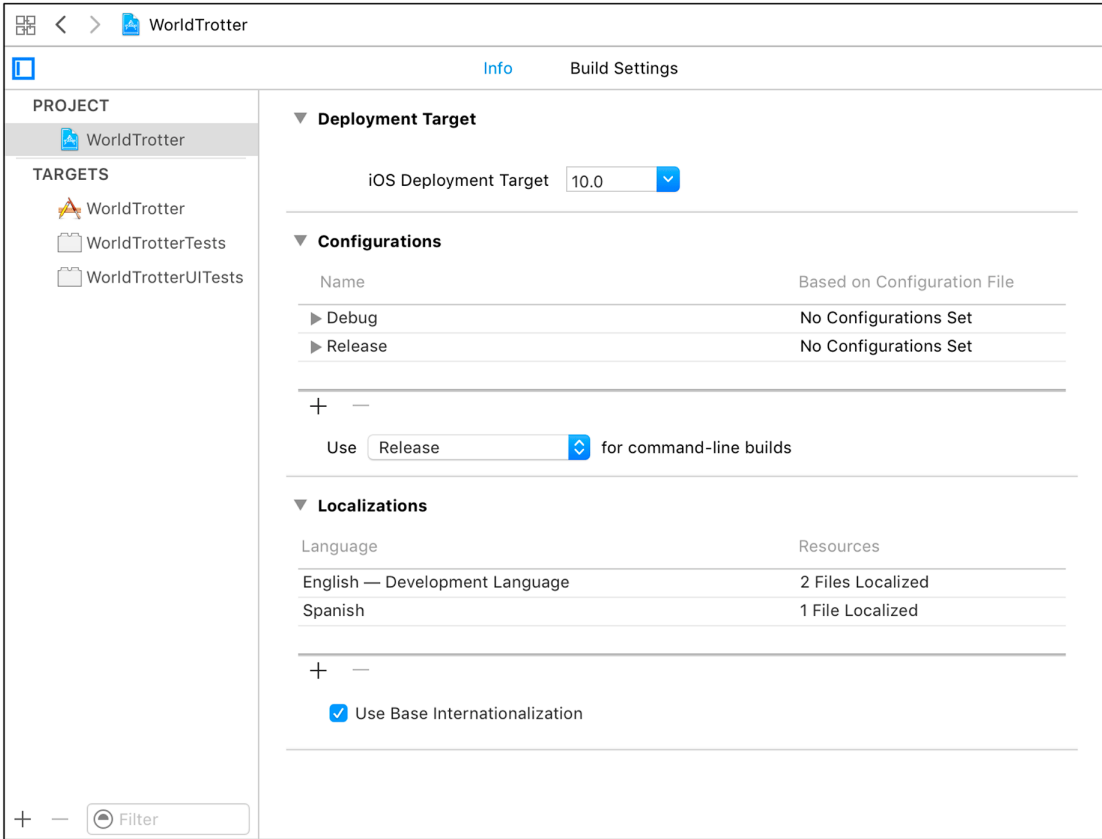 WorldTrotter
Info Build Settings
PROJECT
WorldTrotter
TARGETS
WorldTrotter
WorldTrotterTests
WorldTrotterUITests
Filter
Deployment Target
iOS Deployment Target 10.0
Configurations
Name Based on Configuration File
Debug No Configurations Set
Release No Configurations Set
Use Release for command-line builds
Localizations
Language Resources
English — Development Language 2 Files Localized
Spanish 1 File Localized
Use Base Internationalization